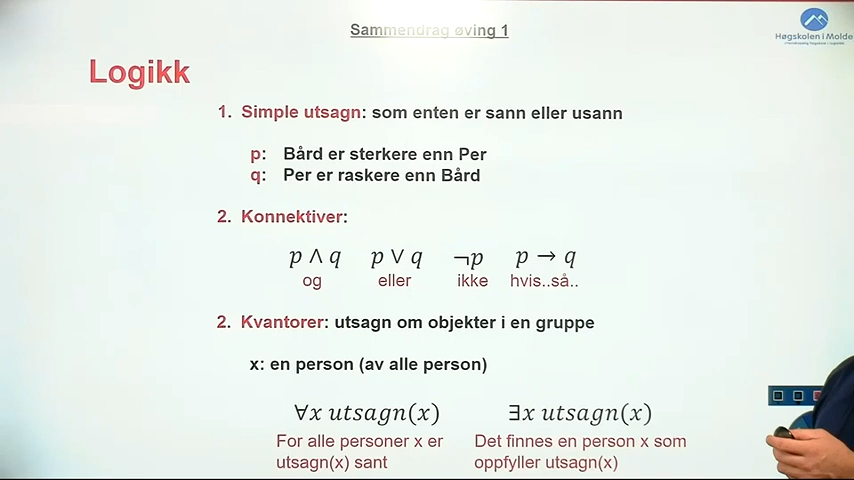 Sammendrag øving 1
Høgskolen i Molde
Logikk
1. Simple utsagn: som enten er sann eller usann
p: Bård er sterkere enn Per
q: Per er raskere enn Bård
2. Konnektiver:
p ∧ q p ∨ q ¬p p → q
og eller ikke hvis..så..
2. Kvantorer: utsagn om objekter i en gruppe
x: en person (av alle person)
∀x utsagn(x) ∃x utsagn(x)
For alle personer x er
utsagn(x) sant
Det finnes en person x som
oppfyller utsagn(x)